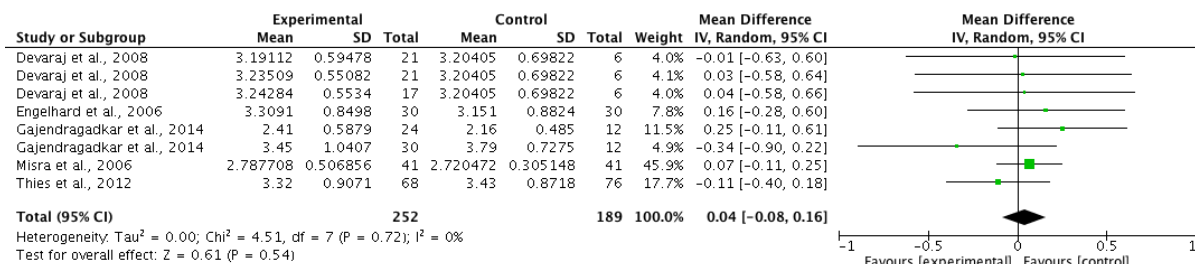 Experimental Control Mean Difference Mean Difference
Study or Subgroup Mean SD Total Mean SD Total Weight IV, Random, 95% CI IV, Random, 95% CI
Devaraj et al., 2008 3.19112 0.59478 21 3.20405 0.69822 6 4.0% -0.01 [-0.63, 0.60]
Devaraj et al., 2008 3.23509 0.55082 21 3.20405 0.69822 6 4.0% 0.03 [-0.58, 0.64]
Devaraj et al., 2008 3.24284 0.5534 17 3.20405 0.69822 6 4.0% 0.04 [-0.58, 0.66]
Engelhard et al., 2006 3.3091 0.8498 30 3.151 0.8824 30 7.8% 0.16 [-0.28, 0.60]
Gajendragadkar et al., 2014 2.41 0.5879 24 2.16 0.485 12 11.5% 0.25 [-0.11, 0.61]
Gajendragadkar et al., 2014 3.45 1.0407 30 3.79 0.7275 12 4.9% -0.34 [-0.90, 0.22]
Misra et al., 2006 2.787708 0.506856 41 2.720472 0.305148 41 45.9% 0.07 [-0.11, 0.25]
Thies et al., 2012 3.32 0.9071 68 3.43 0.8718 76 17.7% -0.11 [-0.40, 0.18]
Total (95% CI) 252 189 100.0% 0.04 [-0.08, 0.16]
Heterogeneity: Tau² = 0.00; Chi² = 4.51, df = 7 (P = 0.72); I² = 0%
Test for overall effect: Z = 0.61 (P = 0.54)
-1 -0.5 0 0.5 1
Favours [experimental] Favours [control]